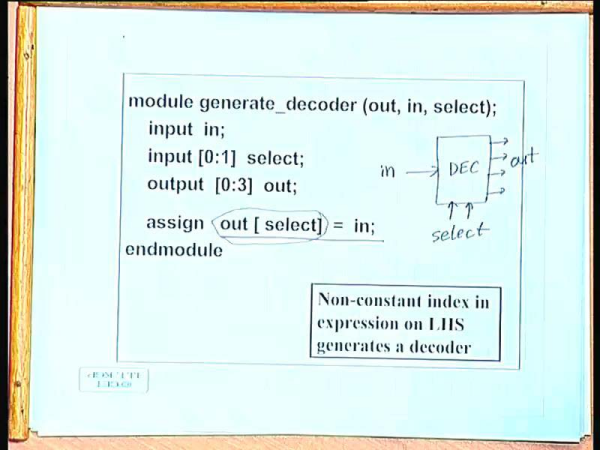 module generate_decoder (out, in, select);
input in;
input [0:1] select;
output [0:3] out;
assign out [ select] = in;
endmodule
in
DEC
out
select
Non-constant index in
expression on LHS
generates a decoder